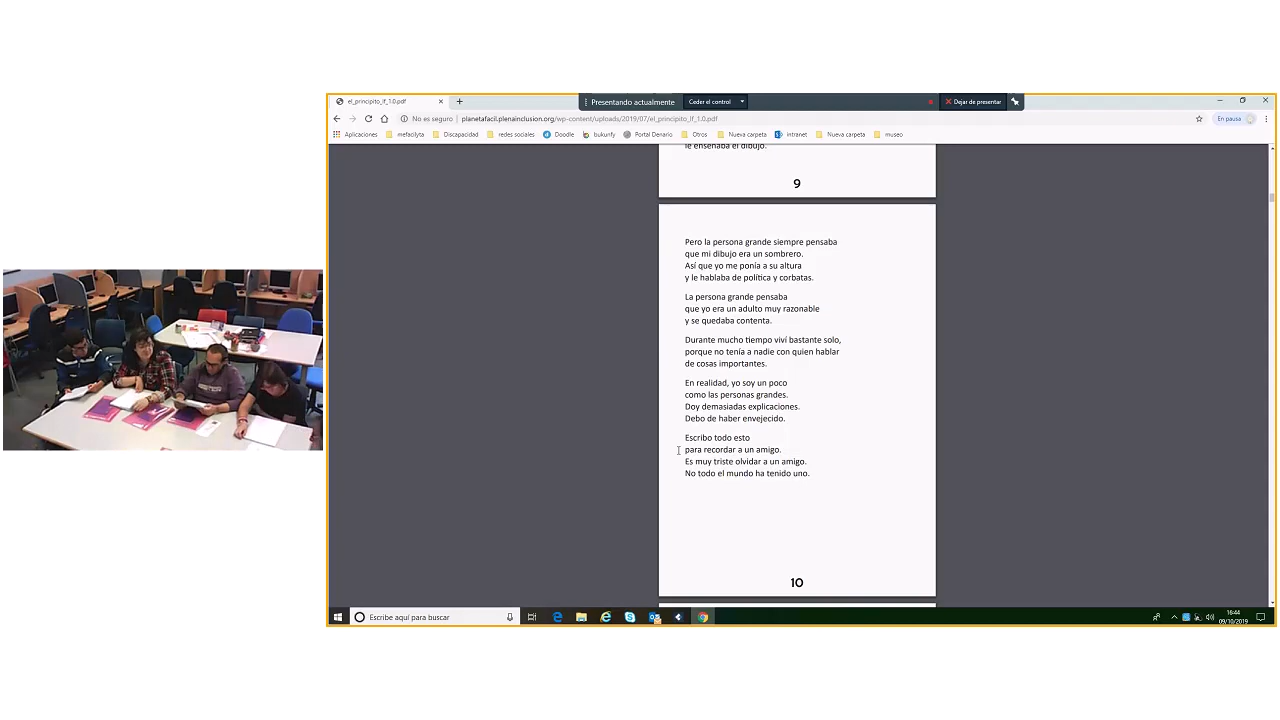 el_principito_lf_1.0.pdf
Presentando actualmente
Ceder el control
Dejar de presentar
No es seguro
planetafacil.plenainclusion.org/wp-content/uploads/2019/07/el_principito_lf_1.0.pdf
En pausa
Aplicaciones
mefacilyta
Discapacidad
redes sociales
Doodle
bukunfy
Portal Denario
Otros
Nueva carpeta
intranet
Nueva carpeta
museo
le enseñaba el dibujo.
9
Pero la persona grande siempre pensaba
que mi dibujo era un sombrero.
Así que yo me ponía a su altura
y le hablaba de política y corbatas.
La persona grande pensaba
que yo era un adulto muy razonable
y se quedaba contenta.
Durante mucho tiempo viví bastante solo,
porque no tenía a nadie con quien hablar
de cosas importantes.
En realidad, yo soy un poco
como las personas grandes.
Doy demasiadas explicaciones.
Debo de haber envejecido.
Escribo todo esto
para recordar a un amigo.
Es muy triste olvidar a un amigo.
No todo el mundo ha tenido uno.
10
Escribe aquí para buscar
16:44
09/10/2019